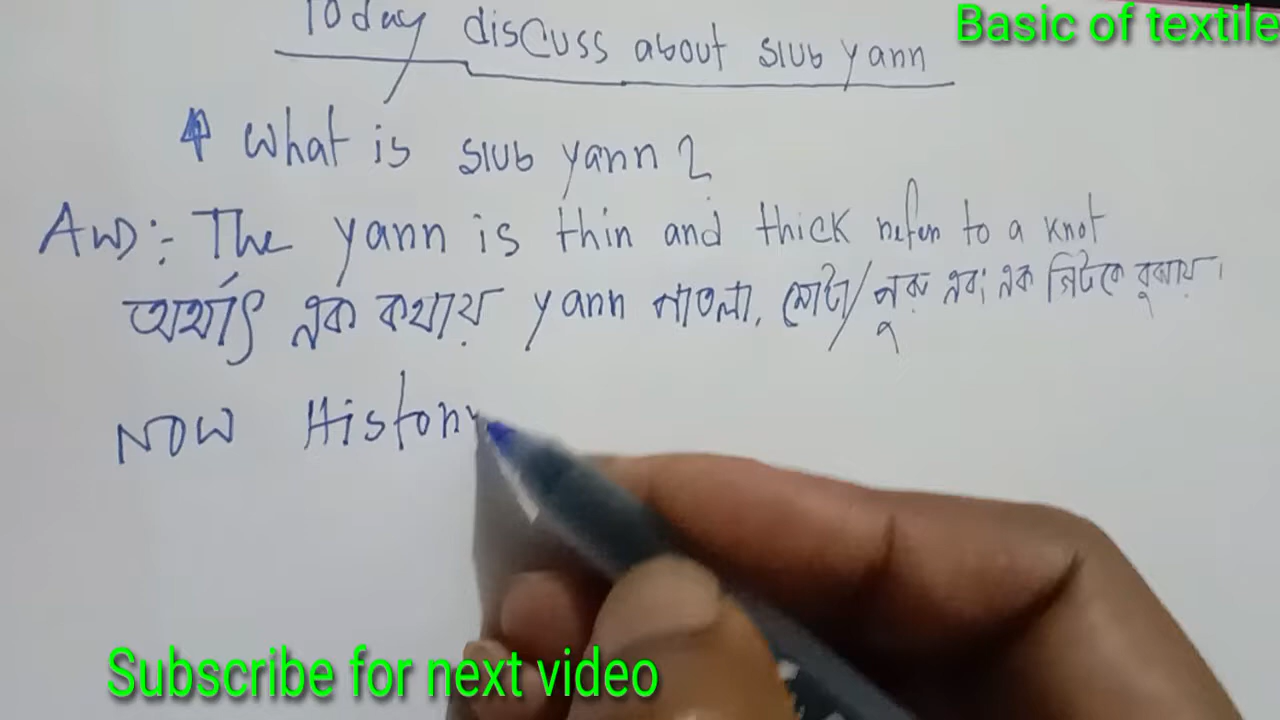 Basic of textile
Today discuss about slub yarn
What is slub yarn ?
Ans:- The yarn is thin and thick refer to a knot
অর্থাৎ এক কথায় yarn পাতলা, মোটা/পুরু এবং এক গিটকে বুঝায়।
NOW History
Subscribe for next video